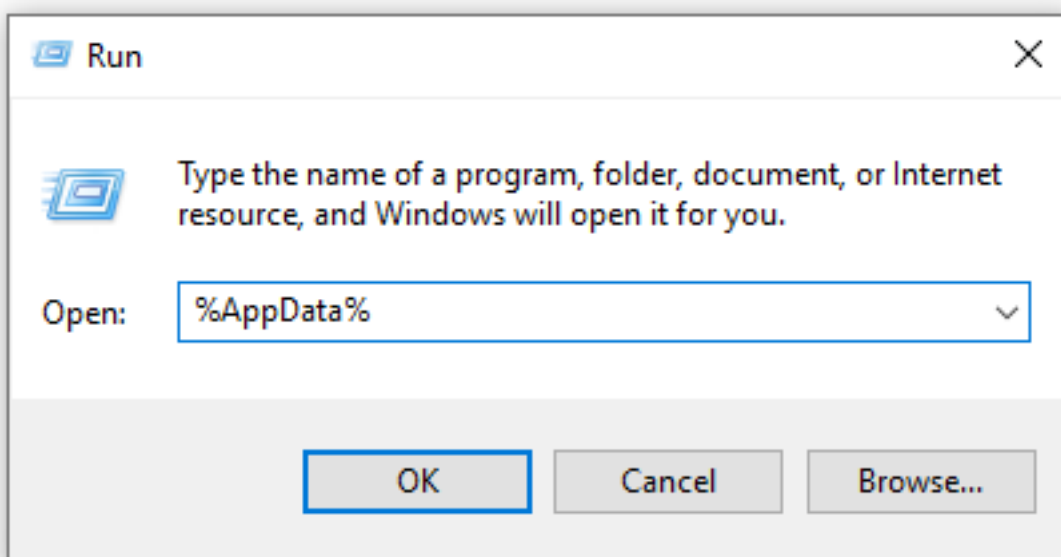 Run
Type the name of a program, folder, document, or Internet
resource, and Windows will open it for you.
Open: %AppData%
OK Cancel Browse...